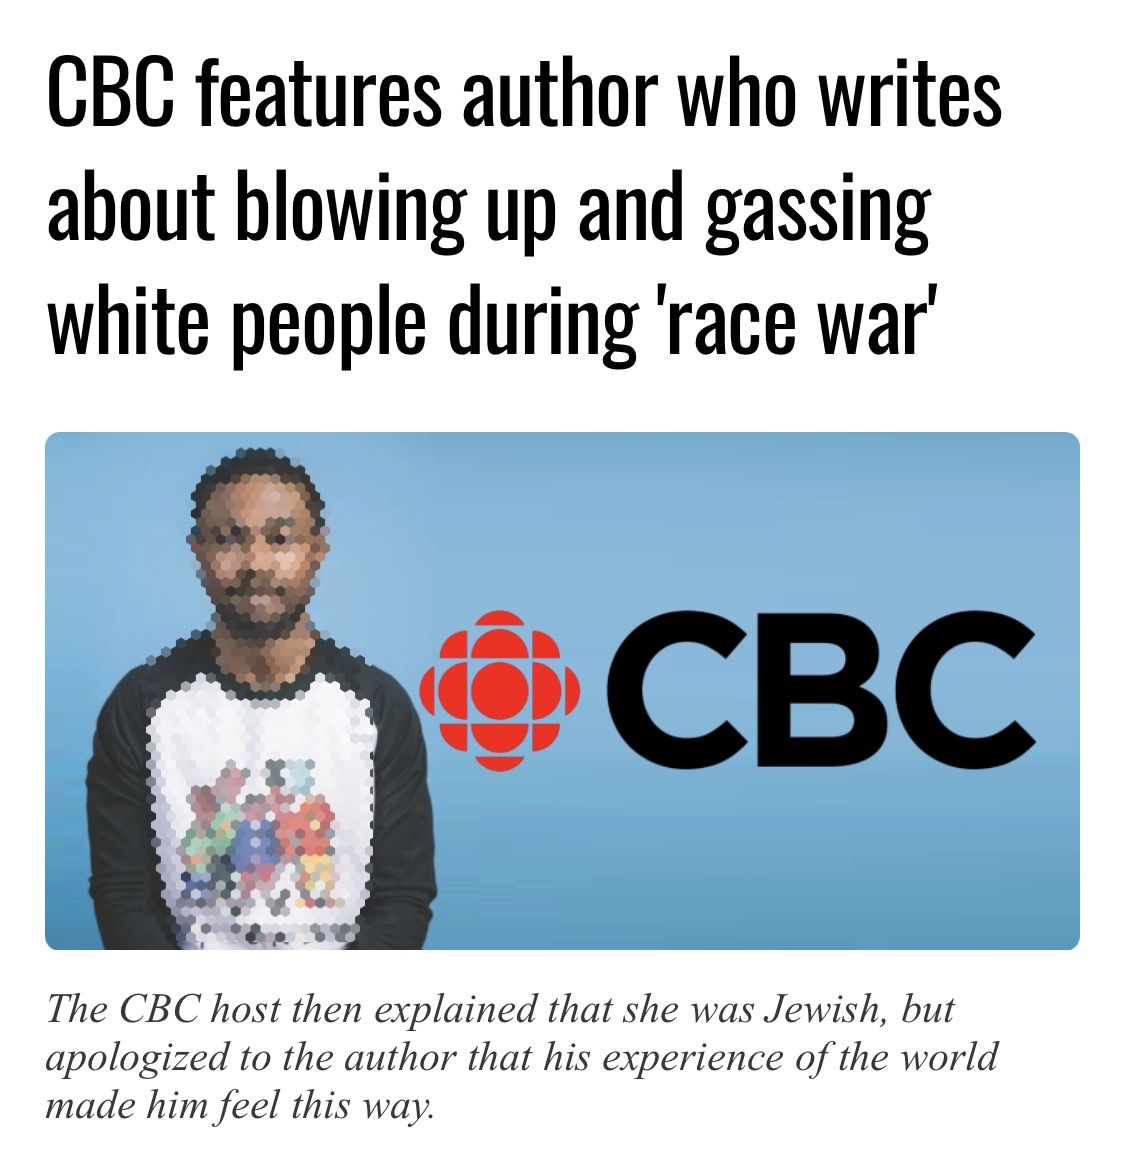 CBC features author who writes
about blowing up and gassing
white people during 'race war'
CBC
The CBC host then explained that she was Jewish, but
apologized to the author that his experience of the world
made him feel this way.